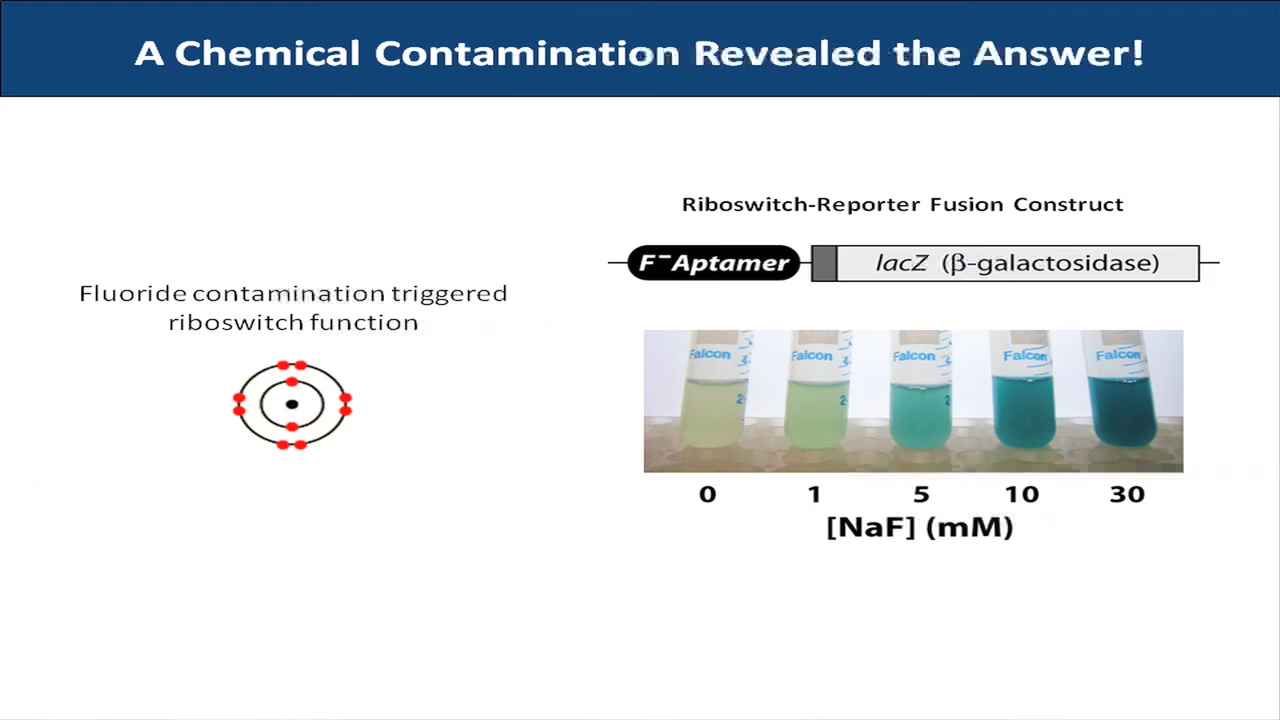 A Chemical Contamination Revealed the Answer!
Fluoride contamination triggered
riboswitch function
Riboswitch-Reporter Fusion Construct
F⁻Aptamer
lacZ (β-galactosidase)
Falcon Falcon Falcon Falcon Falcon
0 1 5 10 30
[NaF] (mM)